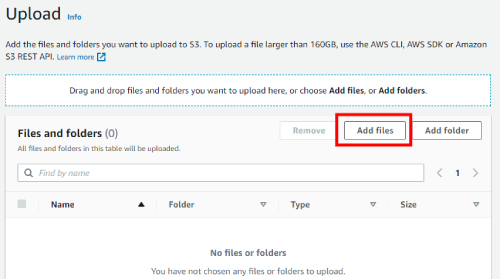 Upload Info
Add the files and folders you want to upload to S3. To upload a file larger than 160GB, use the AWS CLI, AWS SDK or Amazon
S3 REST API. Learn more
Drag and drop files and folders you want to upload here, or choose Add files, or Add folders.
Files and folders (0)
Remove
Add files
Add folder
All files and folders in this table will be uploaded.
Find by name
1
Name
Folder
Type
Size
No files or folders
You have not chosen any files or folders to upload.